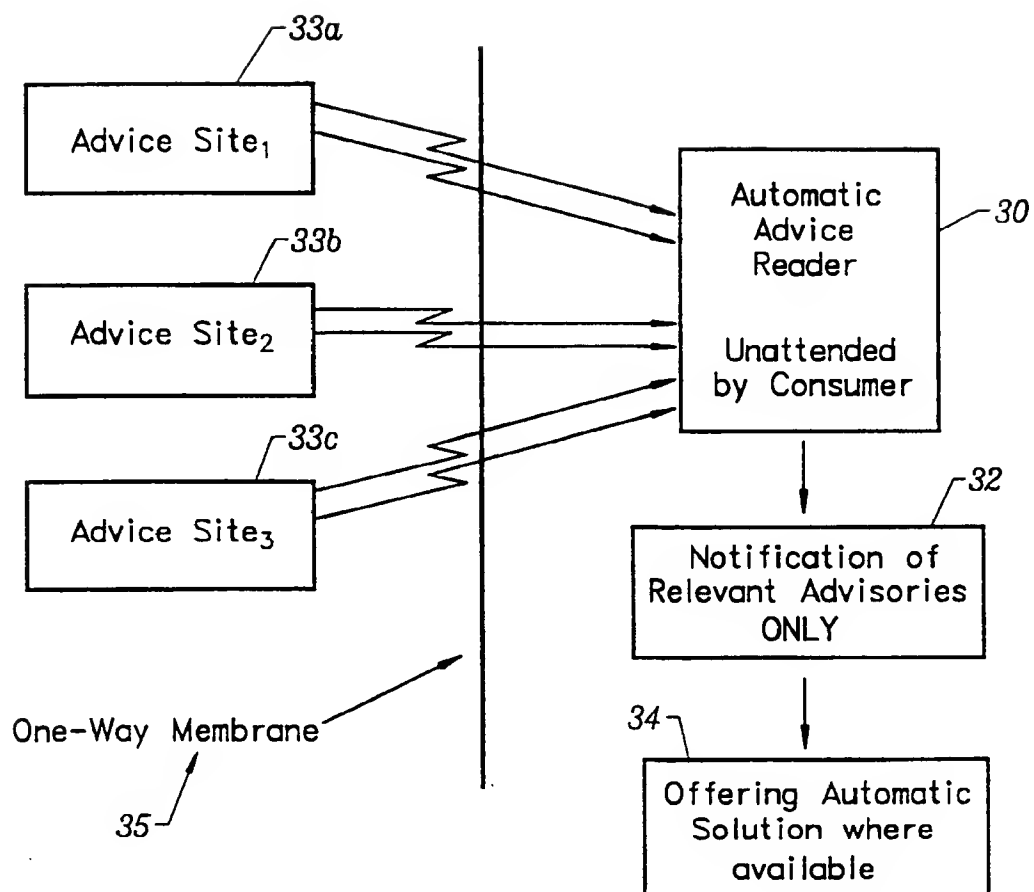 33a
Advice Site₁
33b
Advice Site₂
33c
Advice Site₃
One-Way Membrane
35
Automatic
Advice
Reader
Unattended
by Consumer
30
32
Notification of
Relevant Advisories
ONLY
34
Offering Automatic
Solution where
available